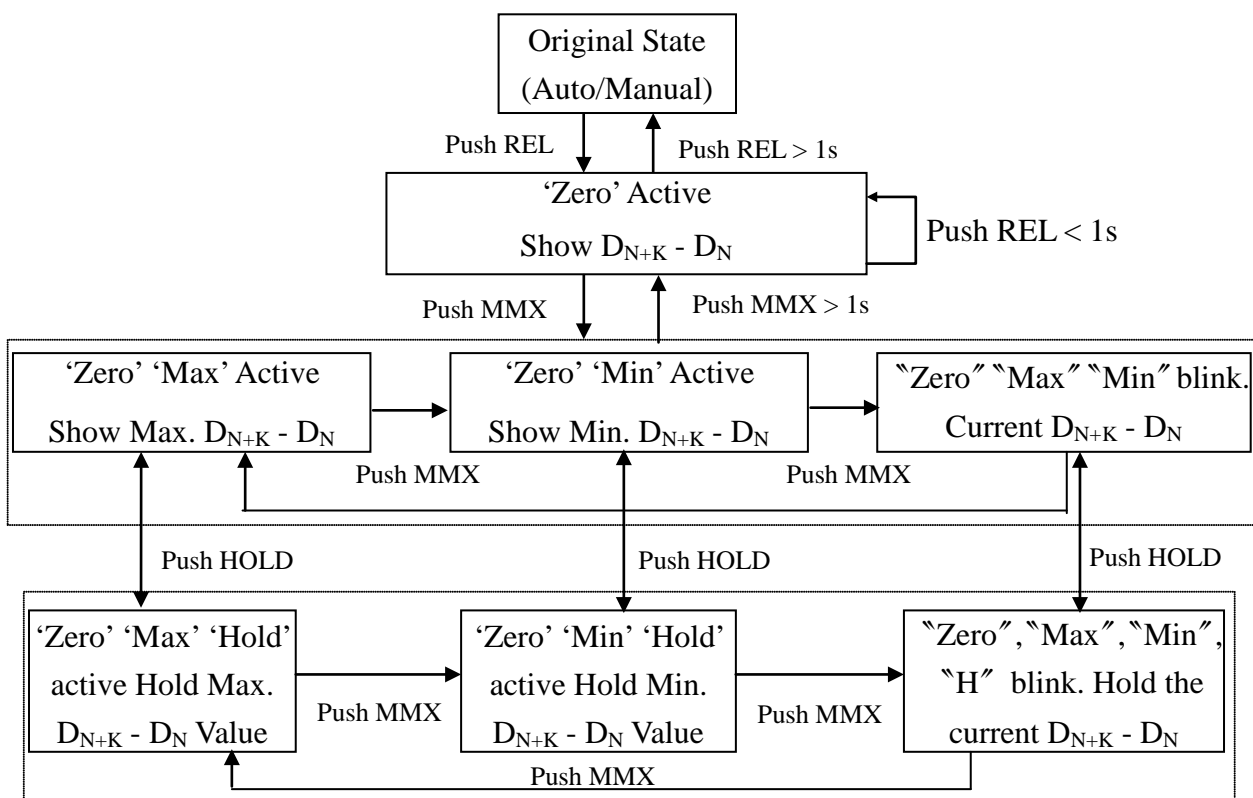 Original State
(Auto/Manual)
Push REL
Push REL > 1s
‘Zero’ Active
Show D_{N+K} - D_N
Push REL < 1s
Push MMX
Push MMX > 1s
‘Zero’ ‘Max’ Active
Show Max. D_{N+K} - D_N
‘Zero’ ‘Min’ Active
Show Min. D_{N+K} - D_N
〝Zero〞〝Max〞〝Min〞blink.
Current D_{N+K} - D_N
Push MMX
Push MMX
Push HOLD
Push HOLD
Push HOLD
‘Zero’ ‘Max’ ‘Hold’
active Hold Max.
D_{N+K} - D_N Value
‘Zero’ ‘Min’ ‘Hold’
active Hold Min.
D_{N+K} - D_N Value
〝Zero〞,〝Max〞,〝Min〞,
〝H〞 blink. Hold the
current D_{N+K} - D_N
Push MMX
Push MMX
Push MMX